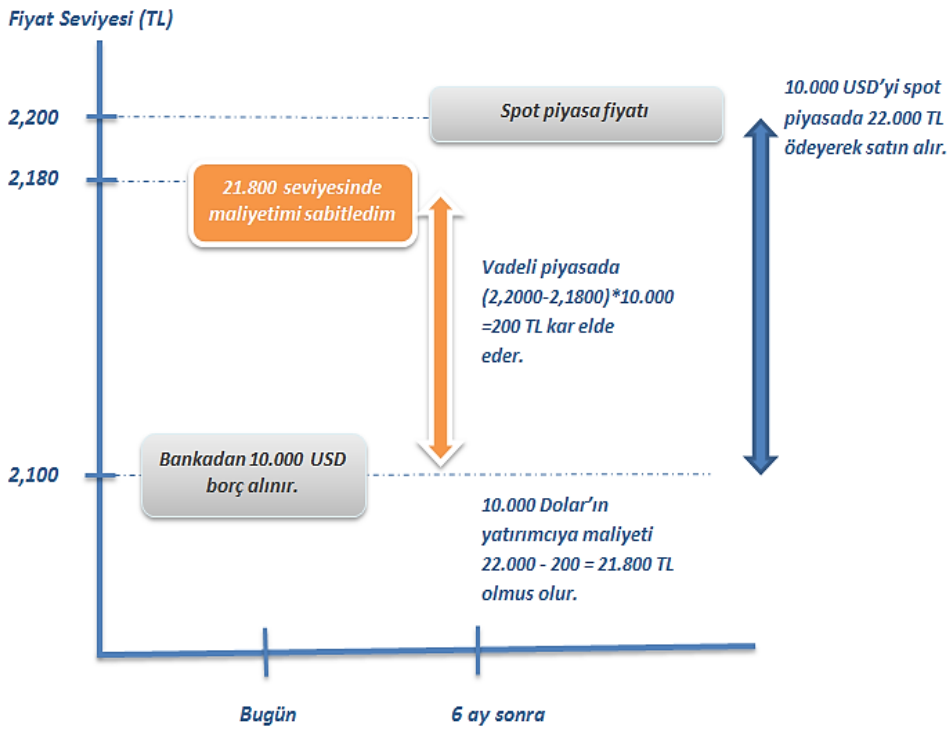 Fiyat Seviyesi (TL)
2,200
Spot piyasa fiyatı
10.000 USD'yi spot
piyasada 22.000 TL
ödeyerek satın alır.
2,180
21.800 seviyesinde
maliyetimi sabitledim
Vadeli piyasada
(2,2000-2,1800)*10.000
=200 TL kar elde
eder.
2,100
Bankadan 10.000 USD
borç alınır.
10.000 Dolar'ın
yatırımcıya maliyeti
22.000 - 200 = 21.800 TL
olmus olur.
Bugün
6 ay sonra